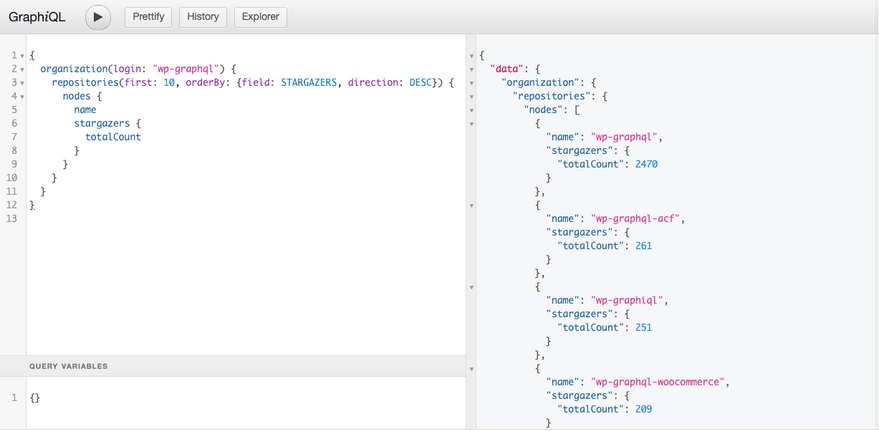 GraphiQL
Prettify
History
Explorer
1 {
2 organization(login: "wp-graphql") {
3 repositories(first: 10, orderBy: {field: STARGAZERS, direction: DESC}) {
4 nodes {
5 name
6 stargazers {
7 totalCount
8 }
9 }
10 }
11 }
12 }
13
QUERY VARIABLES
1 {}
{
"data": {
"organization": {
"repositories": {
"nodes": [
{
"name": "wp-graphql",
"stargazers": {
"totalCount": 2470
}
},
{
"name": "wp-graphql-acf",
"stargazers": {
"totalCount": 261
}
},
{
"name": "wp-graphiql",
"stargazers": {
"totalCount": 251
}
},
{
"name": "wp-graphql-woocommerce",
"stargazers": {
"totalCount": 209
}